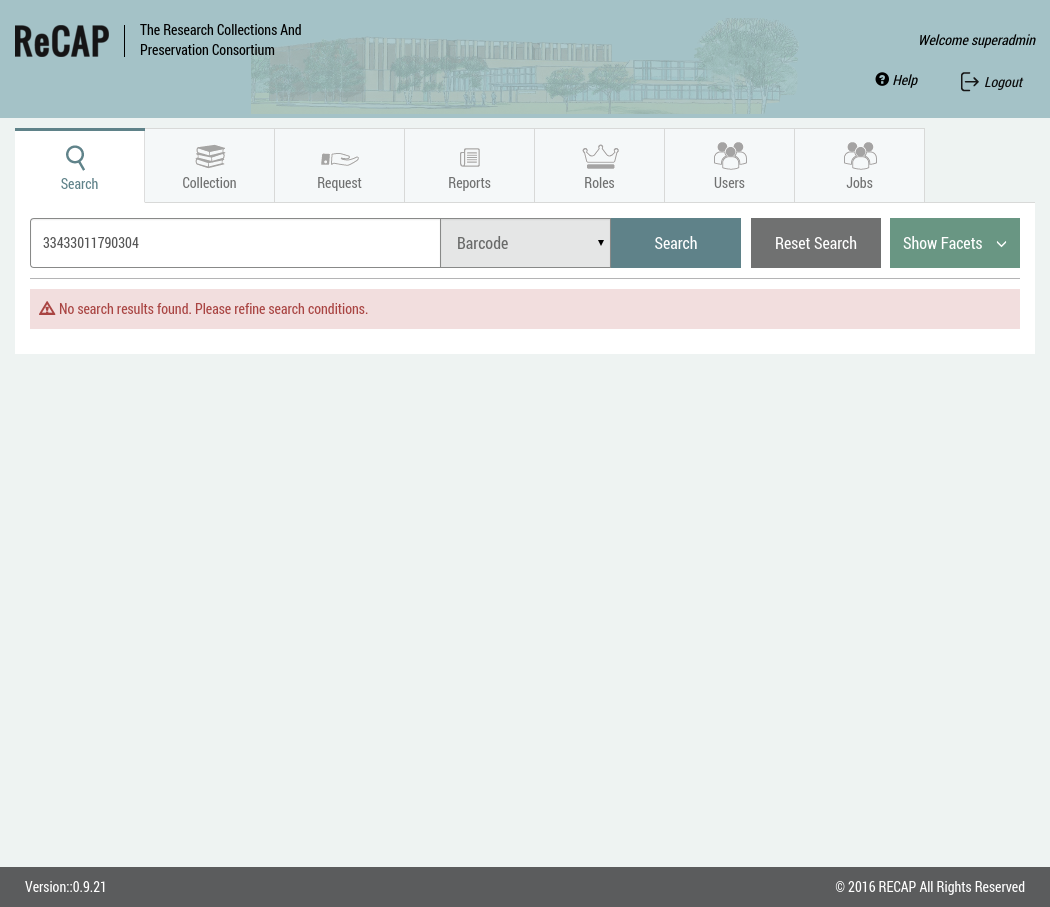 ReCAP
The Research Collections And
Preservation Consortium
Welcome superadmin
Help
Logout
Search
Collection
Request
Reports
Roles
Users
Jobs
33433011790304
Barcode
Search
Reset Search
Show Facets
No search results found. Please refine search conditions.
Version::0.9.21
© 2016 RECAP All Rights Reserved